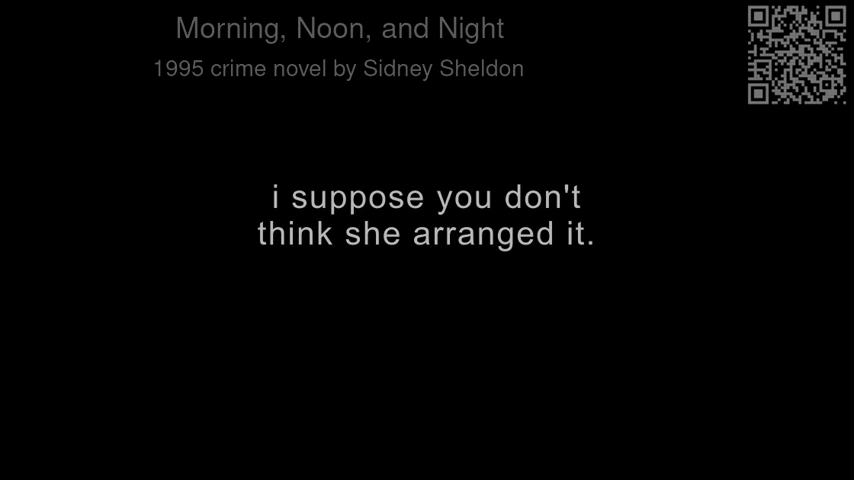 Morning, Noon, and Night
1995 crime novel by Sidney Sheldon
i suppose you don't
think she arranged it.